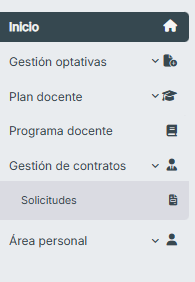 Inicio
Gestión optativas
Plan docente
Programa docente
Gestión de contratos
Solicitudes
Área personal